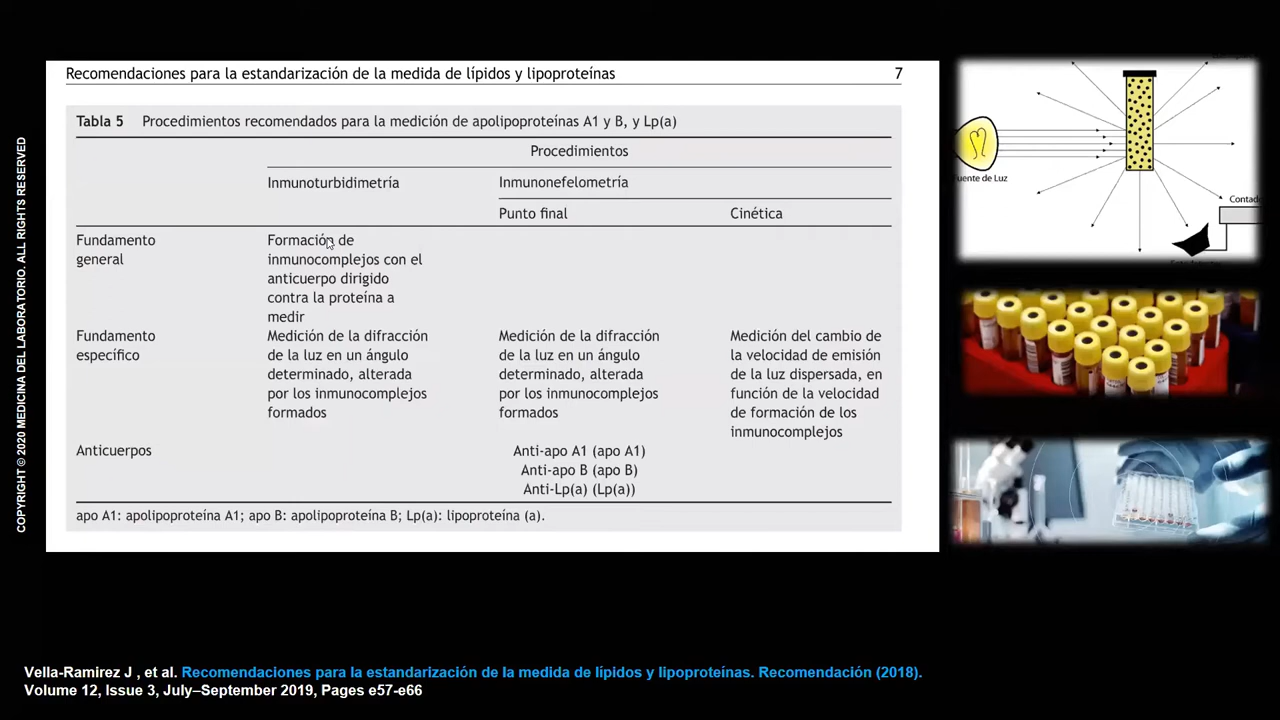 Recomendaciones para la estandarización de la medida de lípidos y lipoproteínas 7
Tabla 5 Procedimientos recomendados para la medición de apolipoproteínas A1 y B, y Lp(a)
Procedimientos
Inmunoturbidimetría Inmunonefelometría
Punto final Cinética
Fundamento general
Formación de
inmunocomplejos con el
anticuerpo dirigido
contra la proteína a
medir
Fundamento específico
Medición de la difracción
de la luz en un ángulo
determinado, alterada
por los inmunocomplejos
formados
Medición de la difracción
de la luz en un ángulo
determinado, alterada
por los inmunocomplejos
formados
Medición del cambio de
la velocidad de emisión
de la luz dispersada, en
función de la velocidad
de formación de los
inmunocomplejos
Anticuerpos
Anti-apo A1 (apo A1)
Anti-apo B (apo B)
Anti-Lp(a) (Lp(a))
apo A1: apolipoproteína A1; apo B: apolipoproteína B; Lp(a): lipoproteína (a).
COPYRIGHT © 2020 MEDICINA DEL LABORATORIO. ALL RIGHTS RESERVED
Fuente de Luz
Vella-Ramirez J , et al. Recomendaciones para la estandarización de la medida de lípidos y lipoproteínas. Recomendación (2018).
Volume 12, Issue 3, July–September 2019, Pages e57-e66